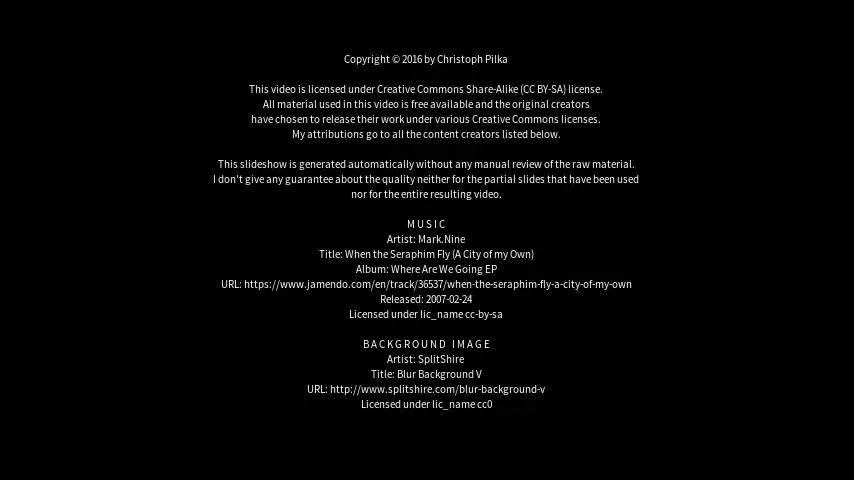 Copyright © 2016 by Christoph Pilka
This video is licensed under Creative Commons Share-Alike (CC BY-SA) license.
All material used in this video is free available and the original creators
have chosen to release their work under various Creative Commons licenses.
My attributions go to all the content creators listed below.
This slideshow is generated automatically without any manual review of the raw material.
I don't give any guarantee about the quality neither for the partial slides that have been used
nor for the entire resulting video.
M U S I C
Artist: Mark.Nine
Title: When the Seraphim Fly (A City of my Own)
Album: Where Are We Going EP
URL: https://www.jamendo.com/en/track/36537/when-the-seraphim-fly-a-city-of-my-own
Released: 2007-02-24
Licensed under lic_name cc-by-sa
B A C K G R O U N D  I M A G E
Artist: SplitShire
Title: Blur Background V
URL: http://www.splitshire.com/blur-background-v
Licensed under lic_name cc0